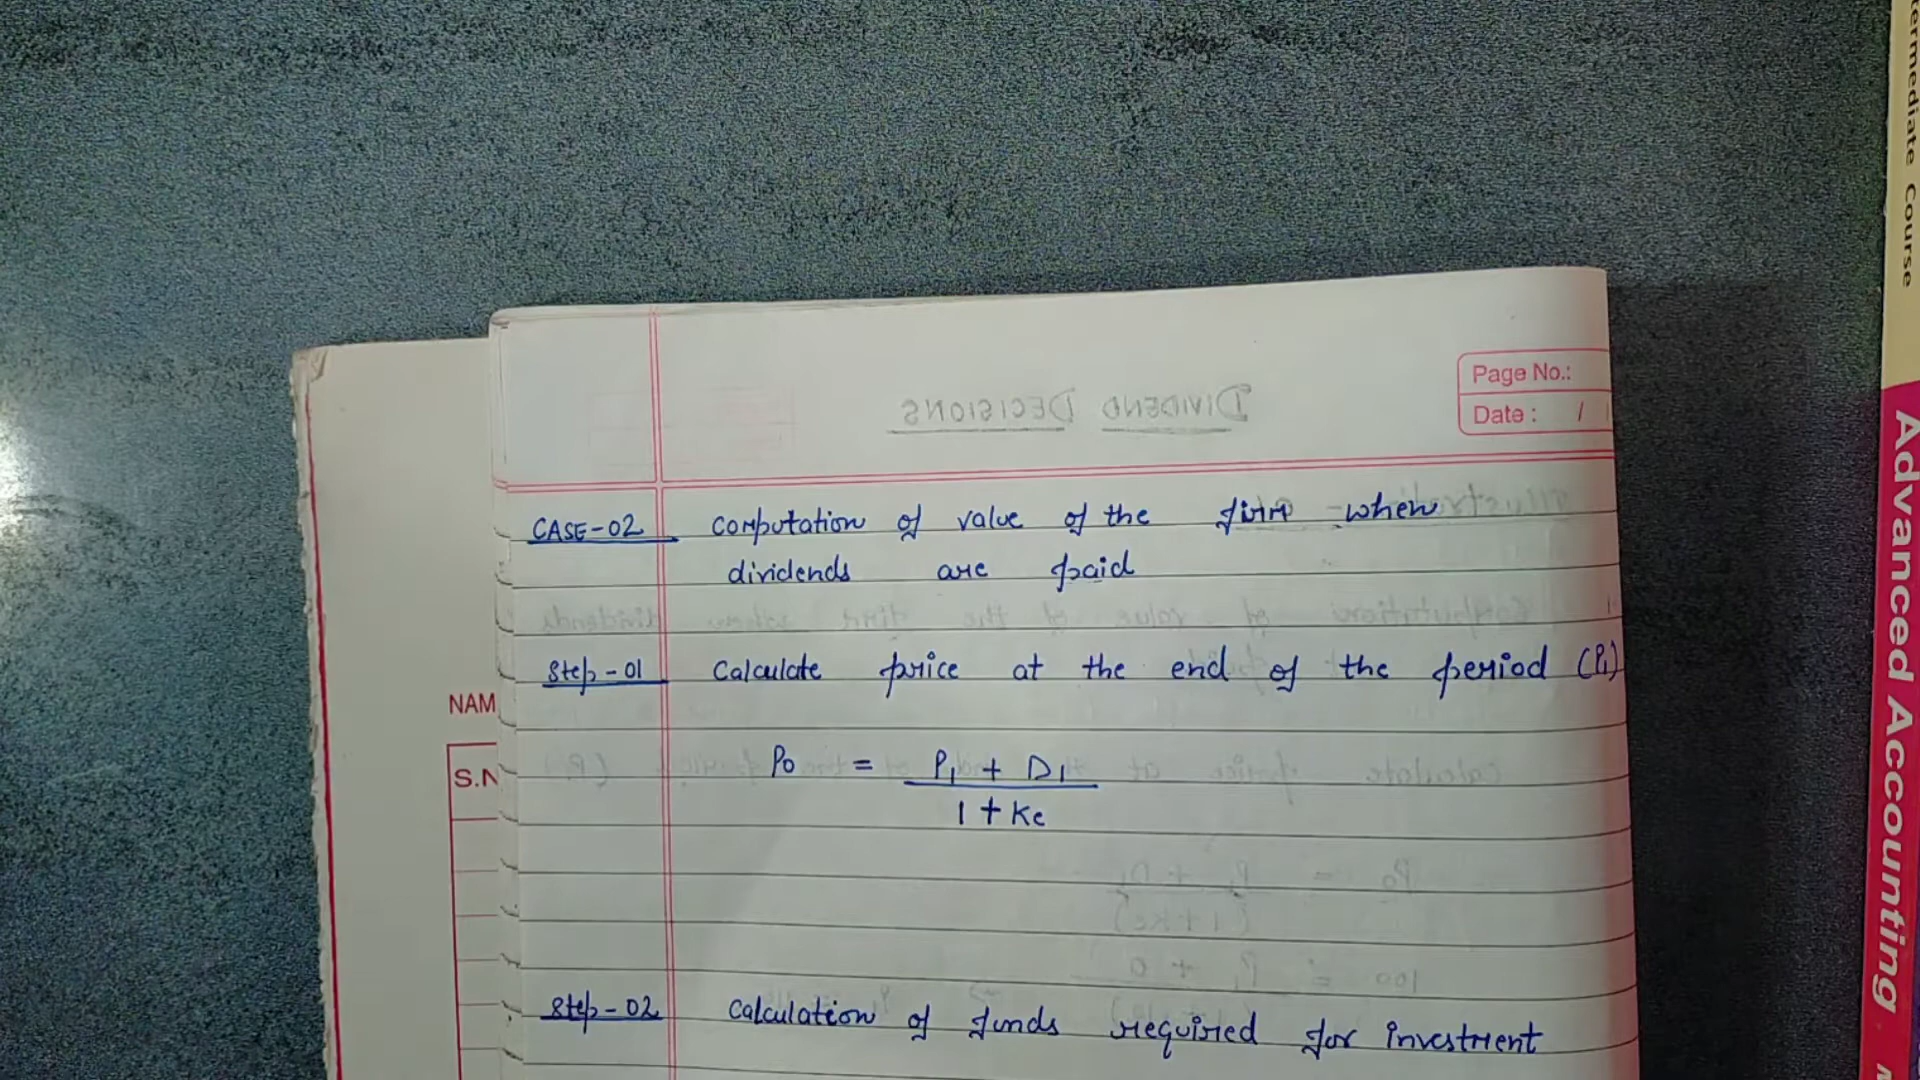 Page No.:
Date : /
DIVIDEND DECISIONS
CASE-02 Computation of value of the firm when
dividends are paid
Step-01 Calculate price at the end of the period (P1)
P0 = P1 + D1
1 + Ke
Step-02 Calculation of funds required for investment
NAM
S.N
termediate Course
Advanced Accounting